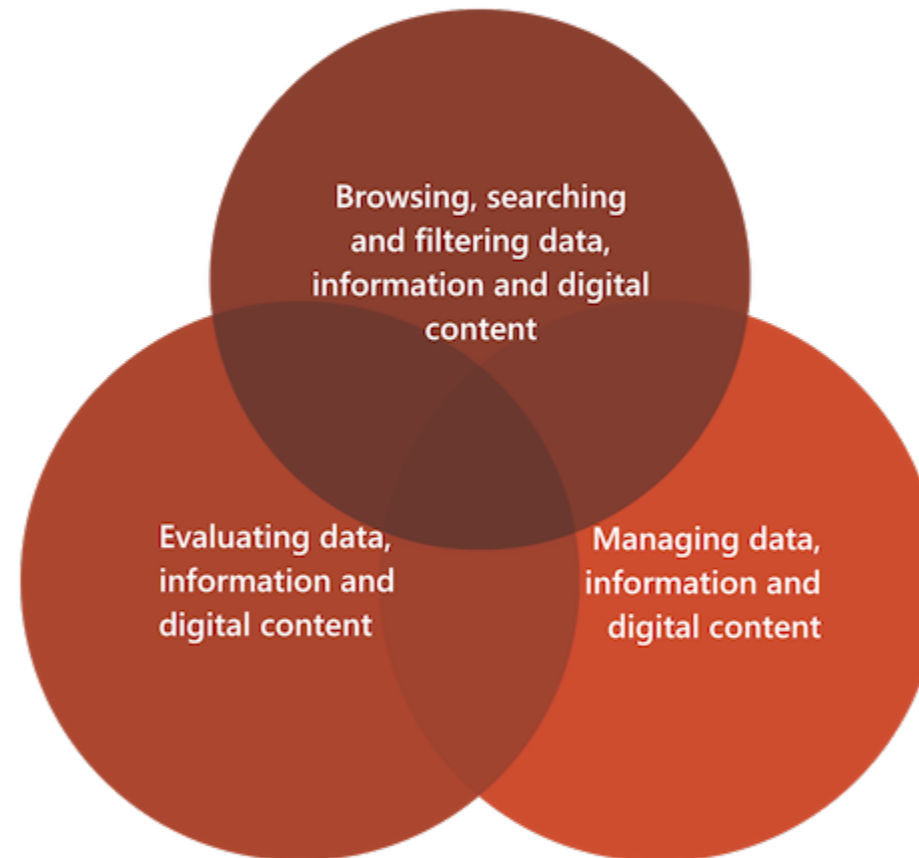 Browsing, searching
and filtering data,
information and digital
content
Evaluating data,
information and
digital content
Managing data,
information and
digital content